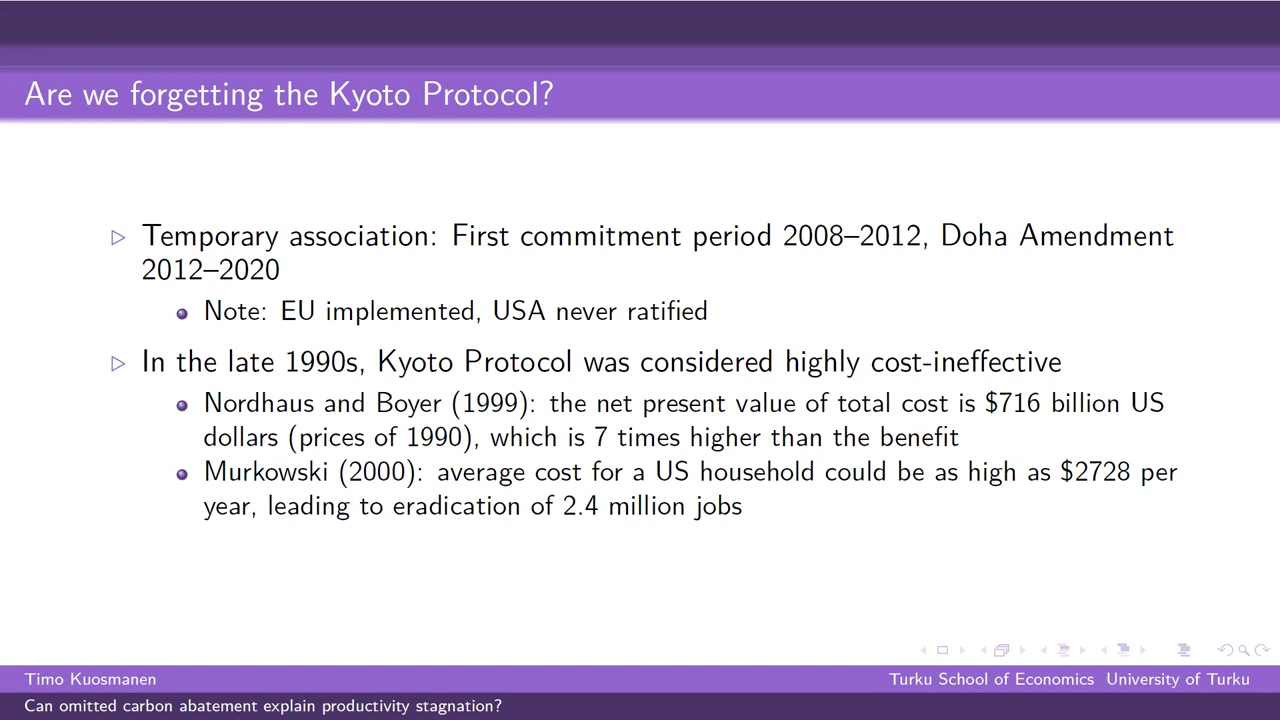 Are we forgetting the Kyoto Protocol?
Temporary association: First commitment period 2008–2012, Doha Amendment
2012–2020
Note: EU implemented, USA never ratified
In the late 1990s, Kyoto Protocol was considered highly cost-ineffective
Nordhaus and Boyer (1999): the net present value of total cost is $716 billion US
dollars (prices of 1990), which is 7 times higher than the benefit
Murkowski (2000): average cost for a US household could be as high as $2728 per
year, leading to eradication of 2.4 million jobs
Timo Kuosmanen
Turku School of Economics University of Turku
Can omitted carbon abatement explain productivity stagnation?